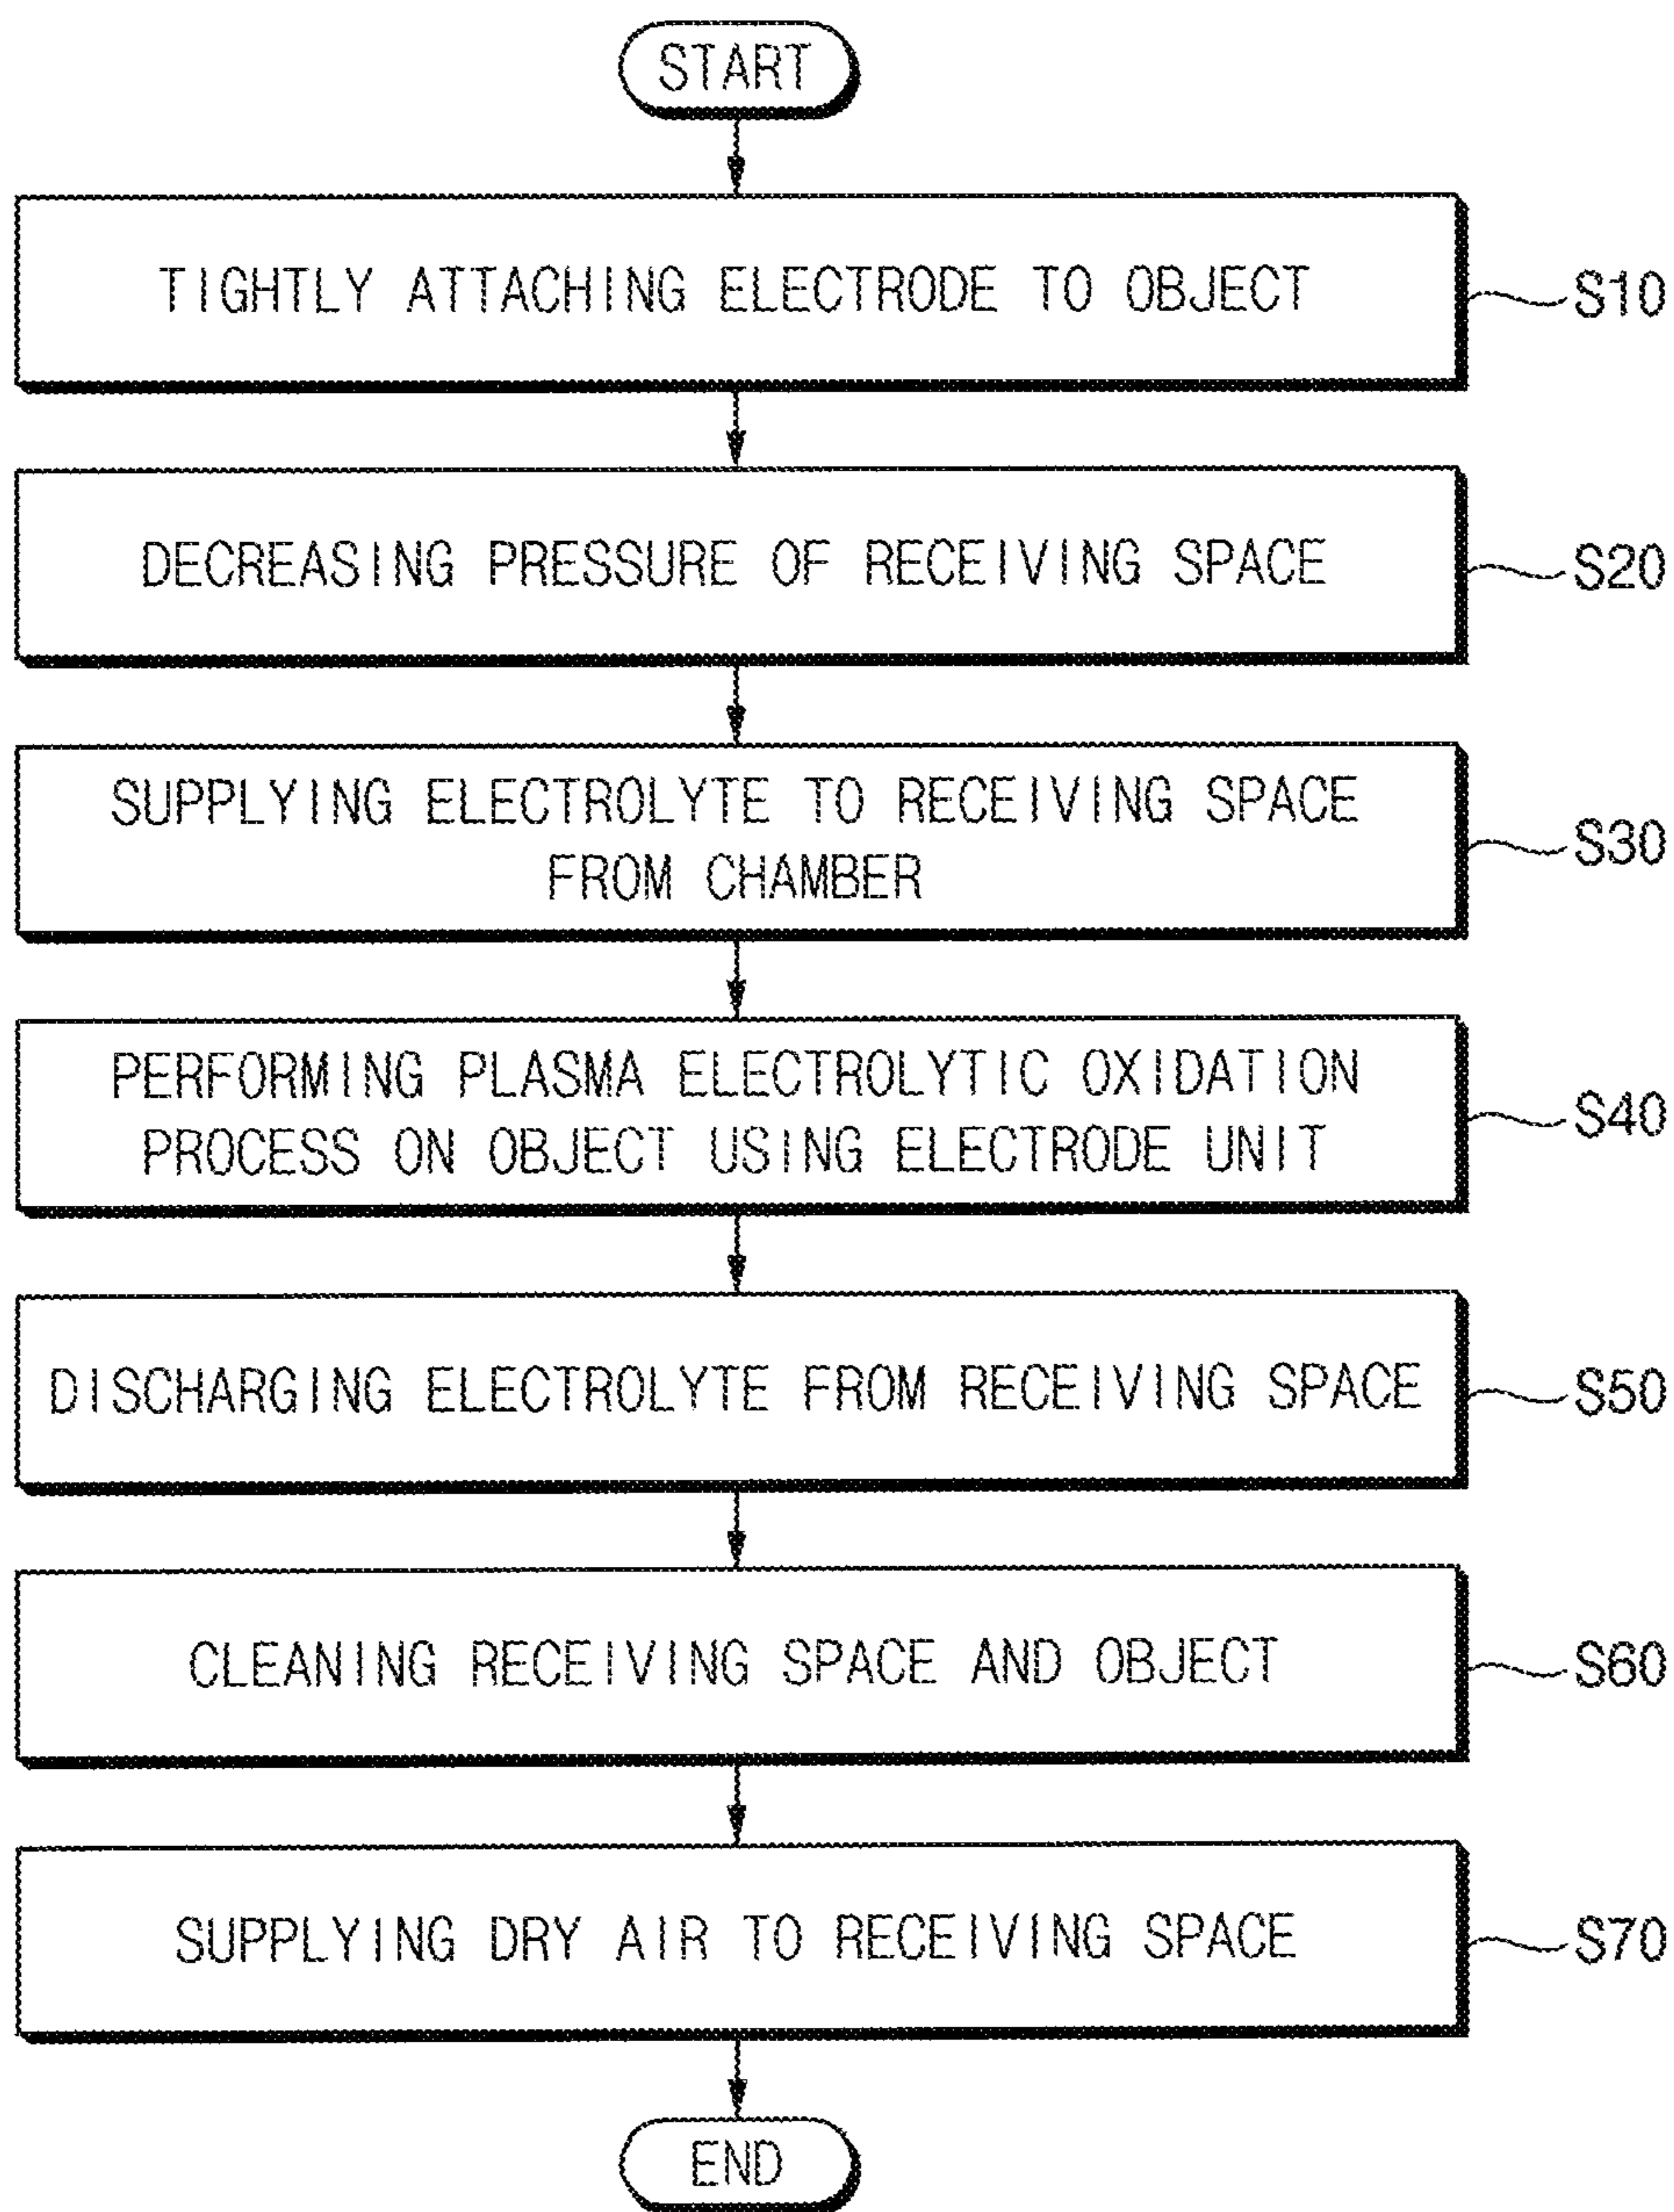 START
TIGHTLY ATTACHING ELECTRODE TO OBJECT
S10
DECREASING PRESSURE OF RECEIVING SPACE
S20
SUPPLYING ELECTROLYTE TO RECEIVING SPACE
FROM CHAMBER
S30
PERFORMING PLASMA ELECTROLYTIC OXIDATION
PROCESS ON OBJECT USING ELECTRODE UNIT
S40
DISCHARGING ELECTROLYTE FROM RECEIVING SPACE
S50
CLEANING RECEIVING SPACE AND OBJECT
S60
SUPPLYING DRY AIR TO RECEIVING SPACE
S70
END